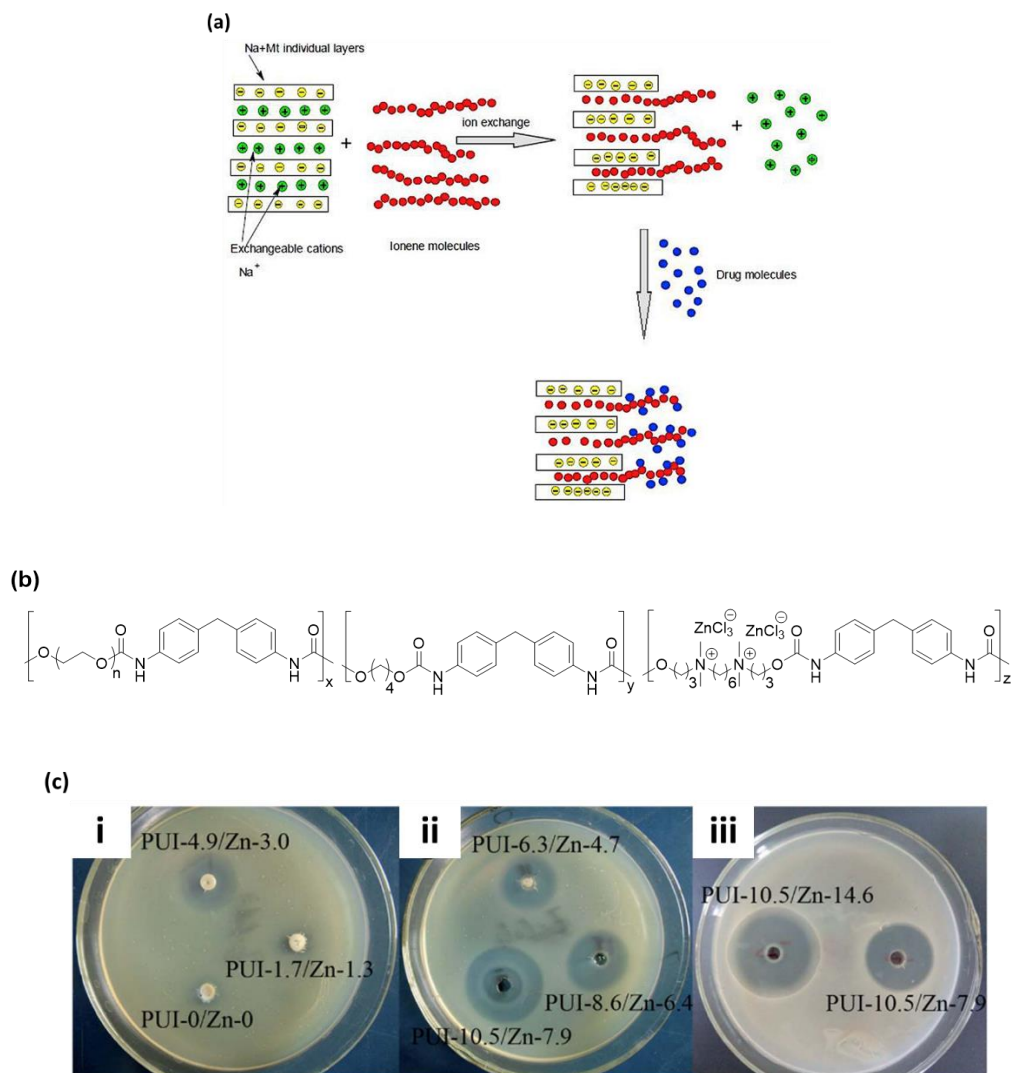 (a)
Na+Mt individual layers
+
ion exchange
+
Exchangeable cations
Na+
Ionene molecules
Drug molecules
(b)
O
O
n
O
N
H
N
H
O
x
O
4
O
O
N
H
N
H
O
y
O
3
N
+
ZnCl3−
6
N
+
ZnCl3−
3
O
O
N
H
N
H
O
z
(c)
i
PUI-4.9/Zn-3.0
PUI-1.7/Zn-1.3
PUI-0/Zn-0
ii
PUI-6.3/Zn-4.7
PUI-8.6/Zn-6.4
PUI-10.5/Zn-7.9
iii
PUI-10.5/Zn-14.6
PUI-10.5/Zn-7.9